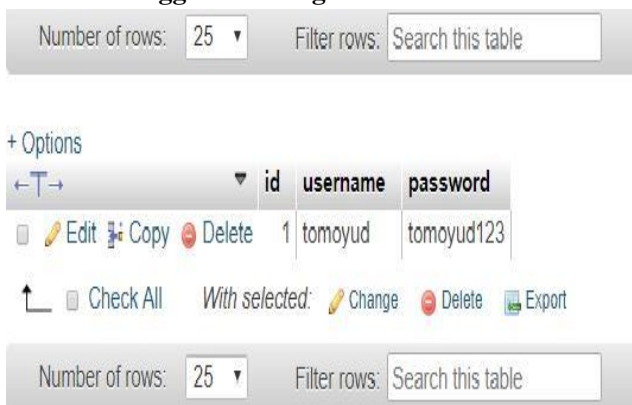 Number of rows: 25 Filter rows: Search this table
+ Options
←T→ id username password
Edit Copy Delete 1 tomoyud tomoyud123
Check All With selected: Change Delete Export
Number of rows: 25 Filter rows: Search this table